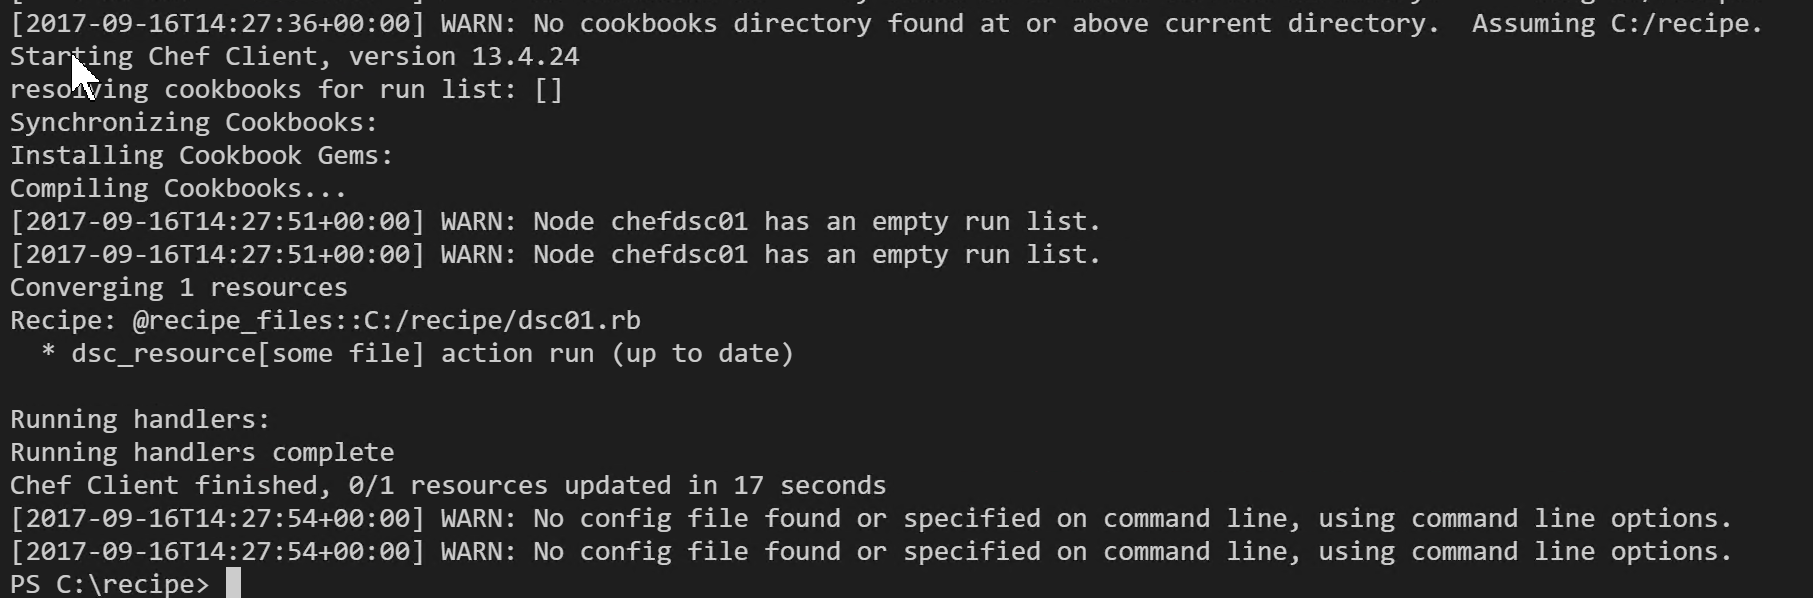 [2017-09-16T14:27:36+00:00] WARN: No cookbooks directory found at or above current directory.  Assuming C:/recipe.
Starting Chef Client, version 13.4.24
resolving cookbooks for run list: []
Synchronizing Cookbooks:
Installing Cookbook Gems:
Compiling Cookbooks...
[2017-09-16T14:27:51+00:00] WARN: Node chefdsc01 has an empty run list.
[2017-09-16T14:27:51+00:00] WARN: Node chefdsc01 has an empty run list.
Converging 1 resources
Recipe: @recipe_files::C:/recipe/dsc01.rb
  * dsc_resource[some file] action run (up to date)

Running handlers:
Running handlers complete
Chef Client finished, 0/1 resources updated in 17 seconds
[2017-09-16T14:27:54+00:00] WARN: No config file found or specified on command line, using command line options.
[2017-09-16T14:27:54+00:00] WARN: No config file found or specified on command line, using command line options.
PS C:\recipe>